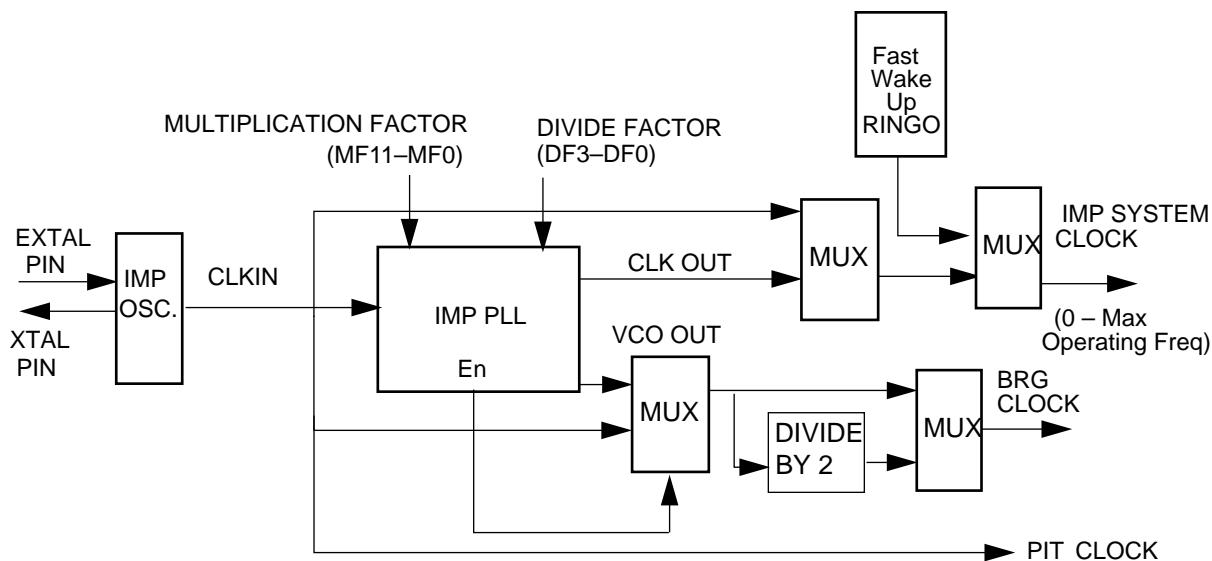 Fast
Wake
Up
RINGO
MULTIPLICATION FACTOR
(MF11–MF0)
DIVIDE FACTOR
(DF3–DF0)
EXTAL
PIN
XTAL
PIN
IMP
OSC.
CLKIN
IMP PLL
En
CLK OUT
VCO OUT
MUX
MUX
IMP SYSTEM
CLOCK
(0 – Max
Operating Freq)
MUX
DIVIDE
BY 2
MUX
BRG
CLOCK
PIT CLOCK